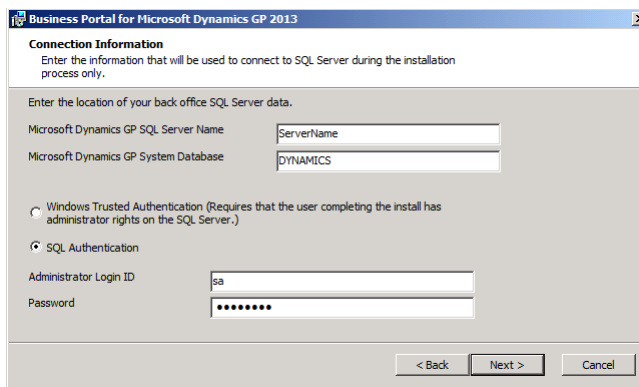 Business Portal for Microsoft Dynamics GP 2013
Connection Information
Enter the information that will be used to connect to SQL Server during the installation
process only.
Enter the location of your back office SQL Server data.
Microsoft Dynamics GP SQL Server Name
ServerName
Microsoft Dynamics GP System Database
DYNAMICS
Windows Trusted Authentication (Requires that the user completing the install has
administrator rights on the SQL Server.)
SQL Authentication
Administrator Login ID
sa
Password
●●●●●●●●
< Back
Next >
Cancel